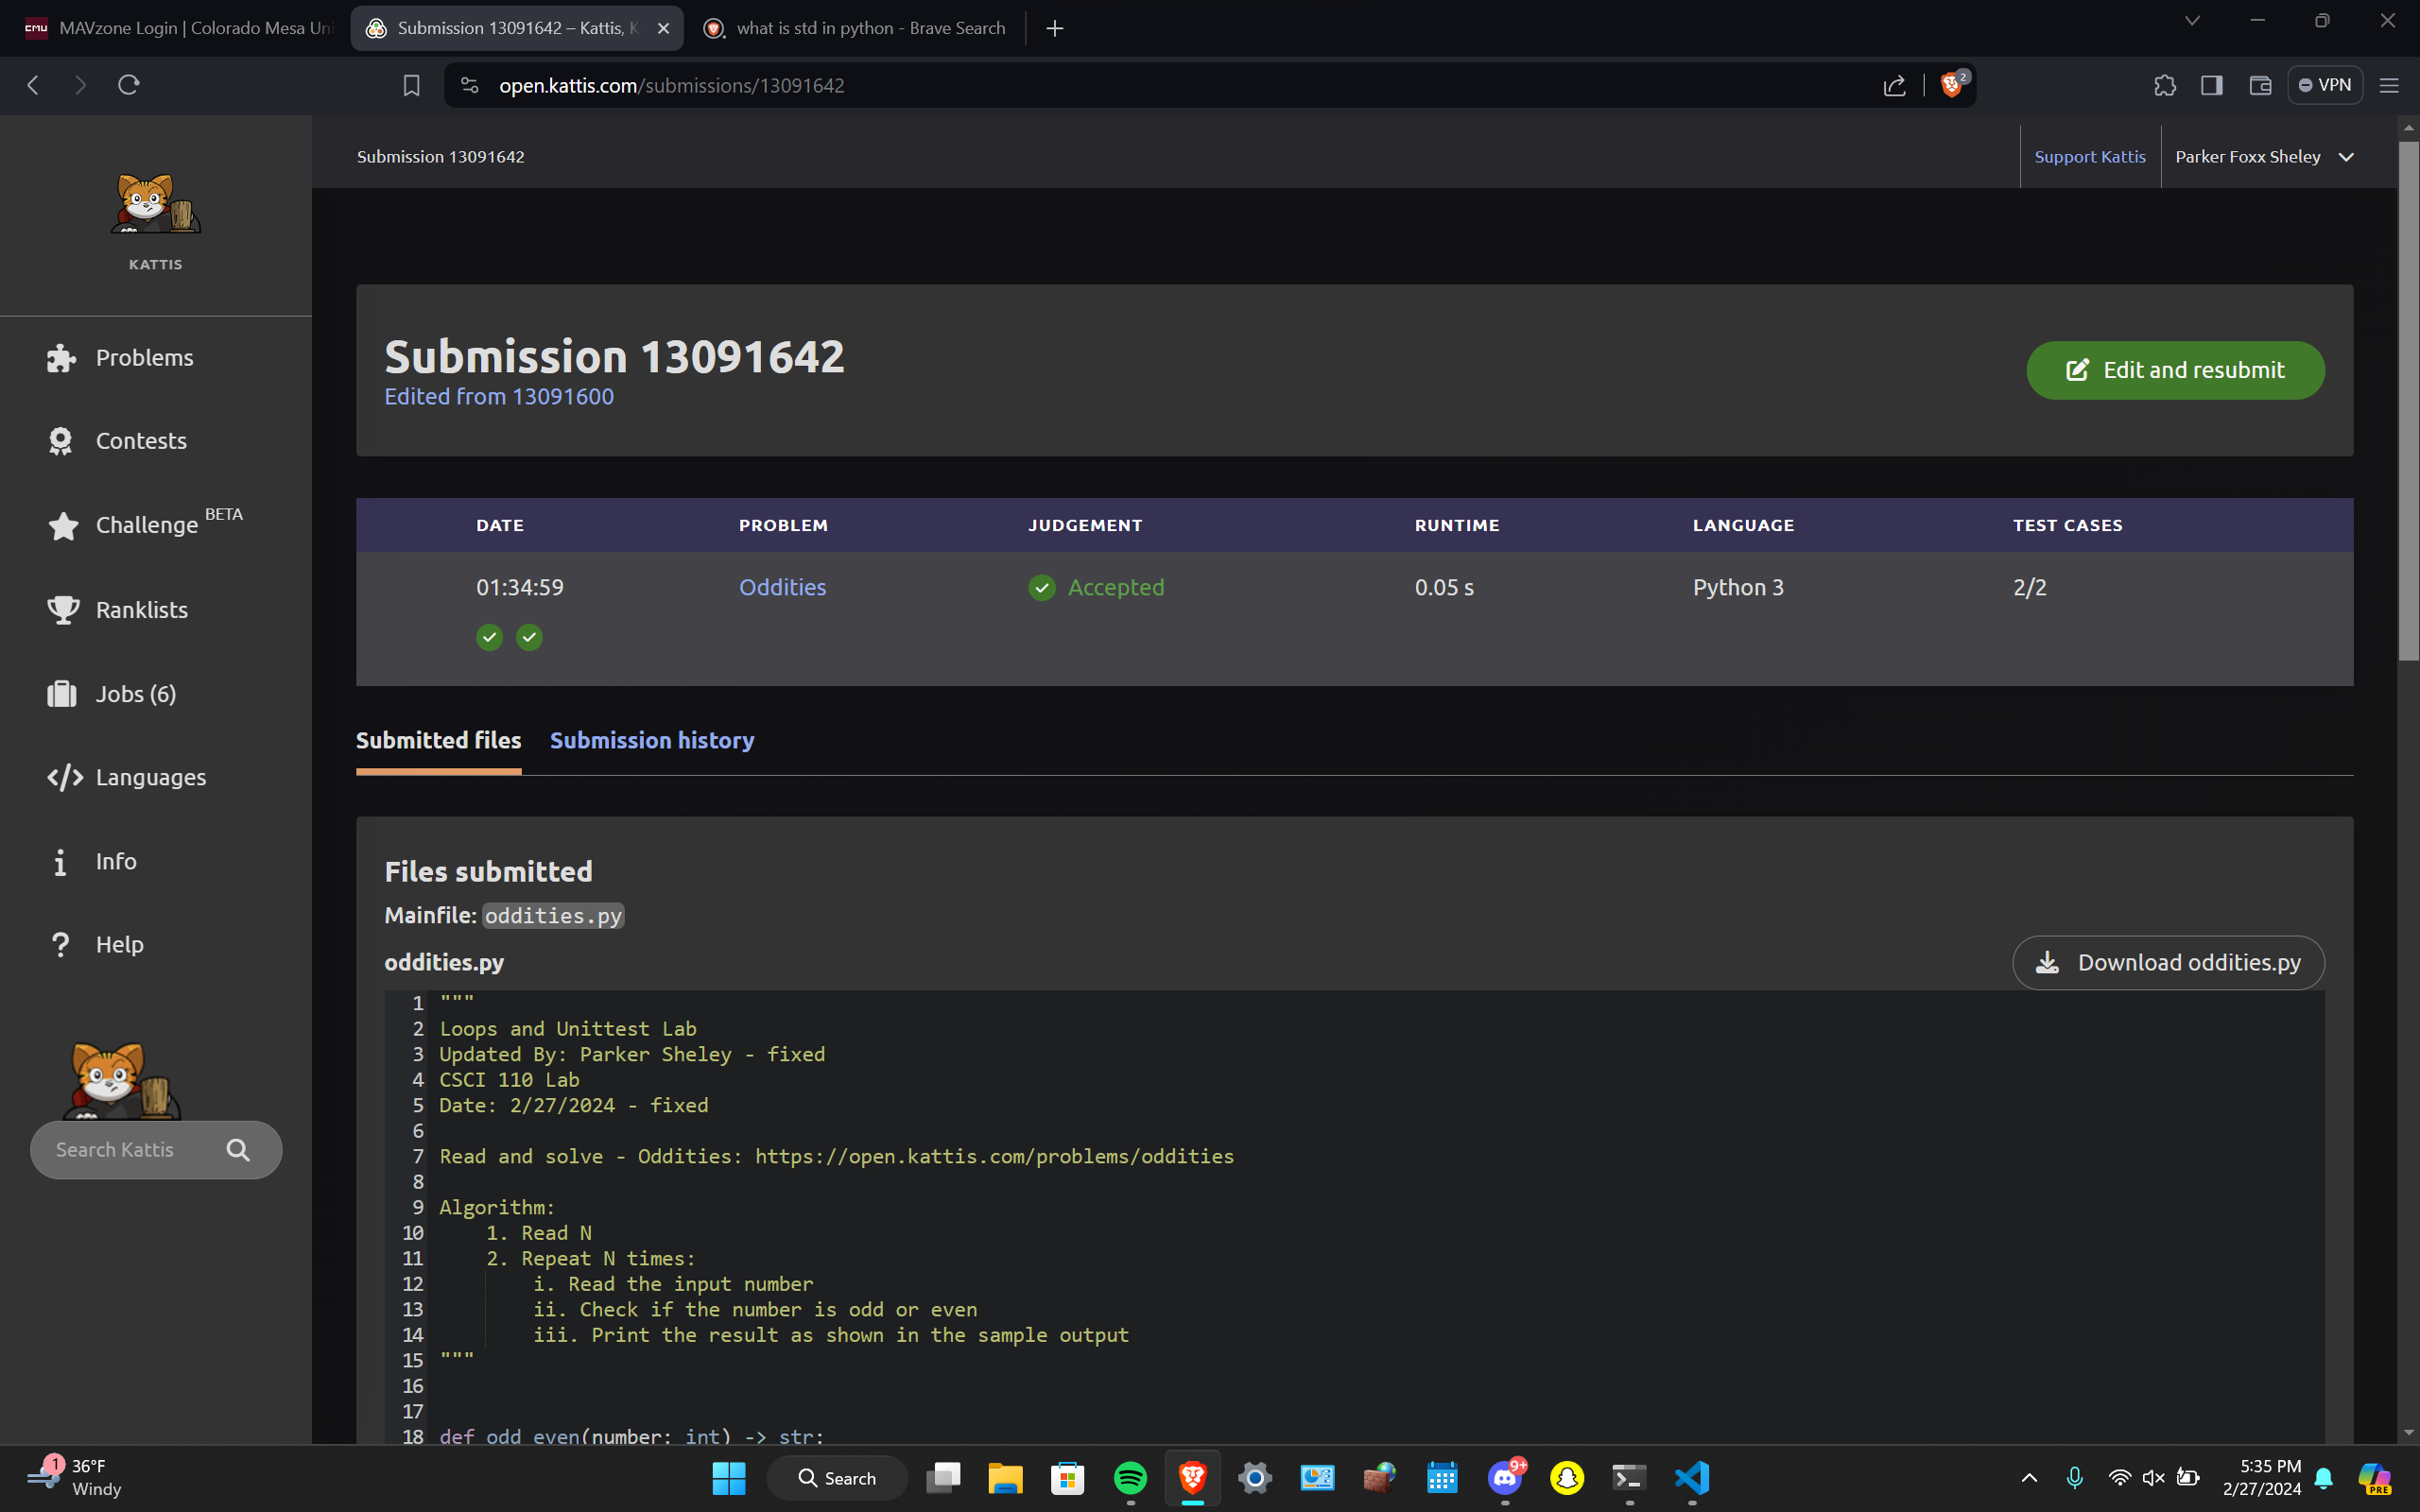 MAVzone Login | Colorado Mesa Uni
Submission 13091642 – Kattis, K
what is std in python - Brave Search
open.kattis.com/submissions/13091642
2
VPN
Submission 13091642
Support Kattis
Parker Foxx Sheley
KATTIS
Problems
Contests
Challenge BETA
Ranklists
Jobs (6)
Languages
Info
Help
Search Kattis
Submission 13091642
Edited from 13091600
Edit and resubmit
DATE PROBLEM JUDGEMENT RUNTIME LANGUAGE TEST CASES
01:34:59 Oddities Accepted 0.05 s Python 3 2/2
Submitted files Submission history
Files submitted
Mainfile: oddities.py
oddities.py
Download oddities.py
1 """
2 Loops and Unittest Lab
3 Updated By: Parker Sheley - fixed
4 CSCI 110 Lab
5 Date: 2/27/2024 - fixed
6
7 Read and solve - Oddities: https://open.kattis.com/problems/oddities
8
9 Algorithm:
10 1. Read N
11 2. Repeat N times:
12 i. Read the input number
13 ii. Check if the number is odd or even
14 iii. Print the result as shown in the sample output
15 """
16
17
18 def odd_even(number: int) -> str:
1
36°F
Windy
Search
9+
5:35 PM
2/27/2024
PRE